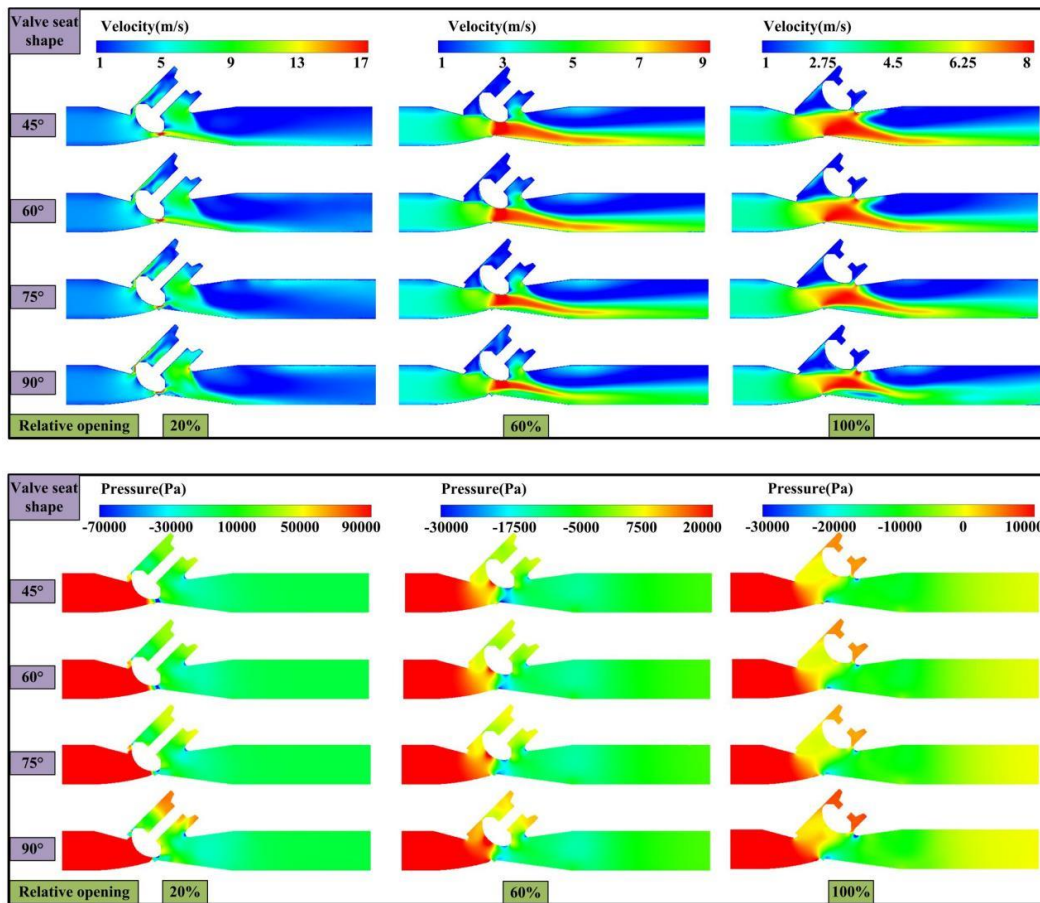 Valve seat shape
Velocity(m/s) Velocity(m/s) Velocity(m/s)
1 5 9 13 17 1 3 5 7 9 1 2.75 4.5 6.25 8
45°
60°
75°
90°
Relative opening 20% 60% 100%
Valve seat shape
Pressure(Pa) Pressure(Pa) Pressure(Pa)
-70000 -30000 10000 50000 90000 -30000 -17500 -5000 7500 20000 -30000 -20000 -10000 0 10000
45°
60°
75°
90°
Relative opening 20% 60% 100%